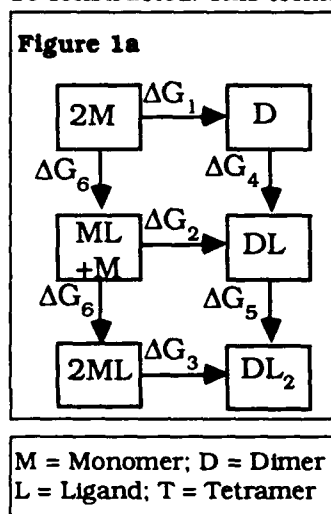 Figure 1a
2M ΔG₁ D
ΔG₆ ΔG₄
ML ΔG₂ DL
+M
ΔG₆ ΔG₅
2ML ΔG₃ DL₂
M = Monomer; D = Dimer
L = Ligand; T = Tetramer